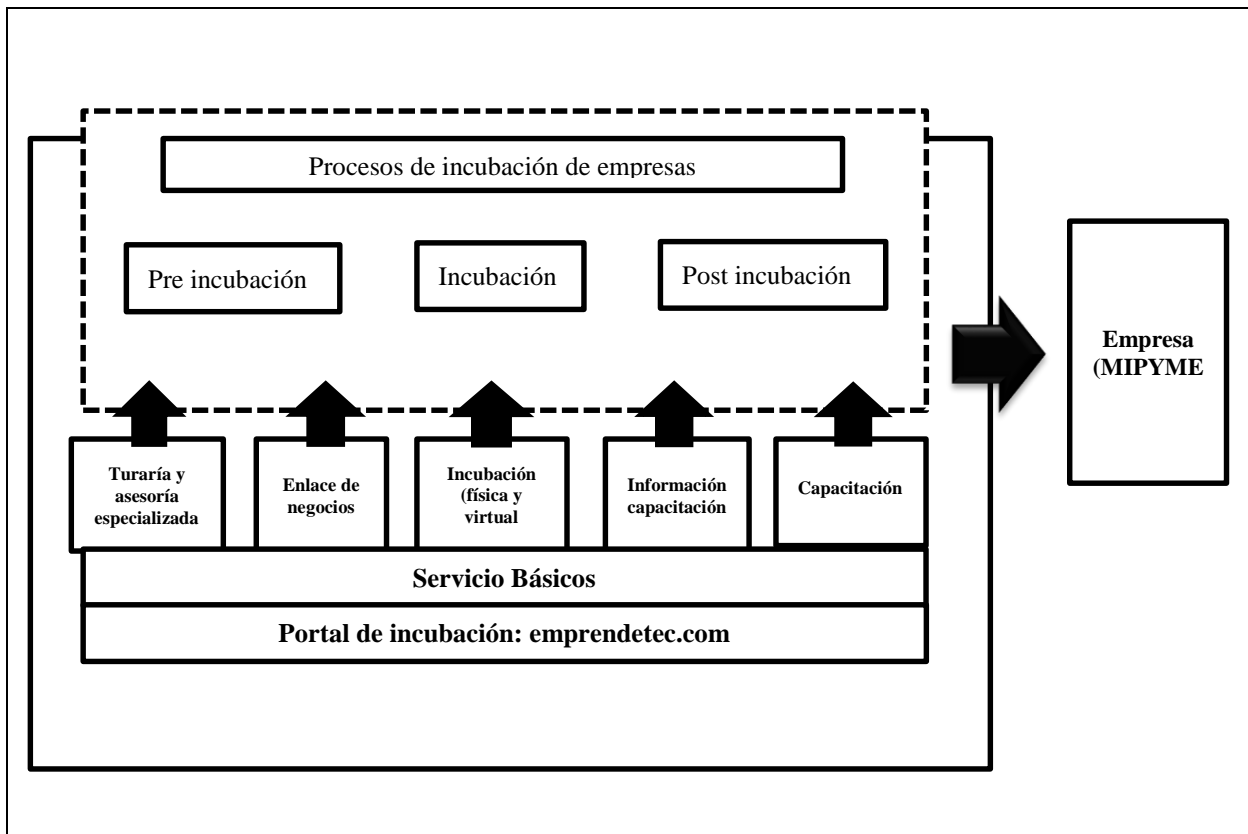 Procesos de incubación de empresas
Pre incubación
Incubación
Post incubación
Empresa
(MIPYME
Turaría y
asesoría
especializada
Enlace de
negocios
Incubación
(física y
virtual
Información
capacitación
Capacitación
Servicio Básicos
Portal de incubación: emprendetec.com